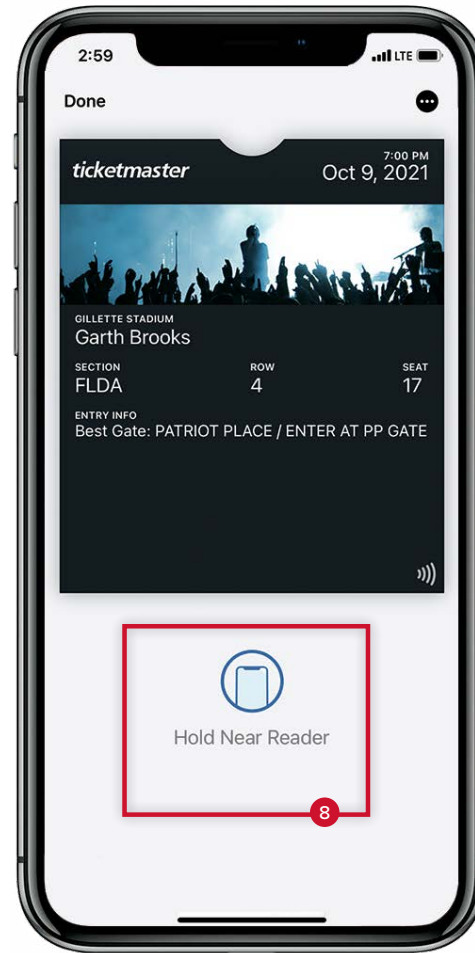 2:59 LTE
Done
ticketmaster
7:00 PM
Oct 9, 2021
GILLETTE STADIUM
Garth Brooks
SECTION ROW SEAT
FLDA 4 17
ENTRY INFO
Best Gate: PATRIOT PLACE / ENTER AT PP GATE
Hold Near Reader
8